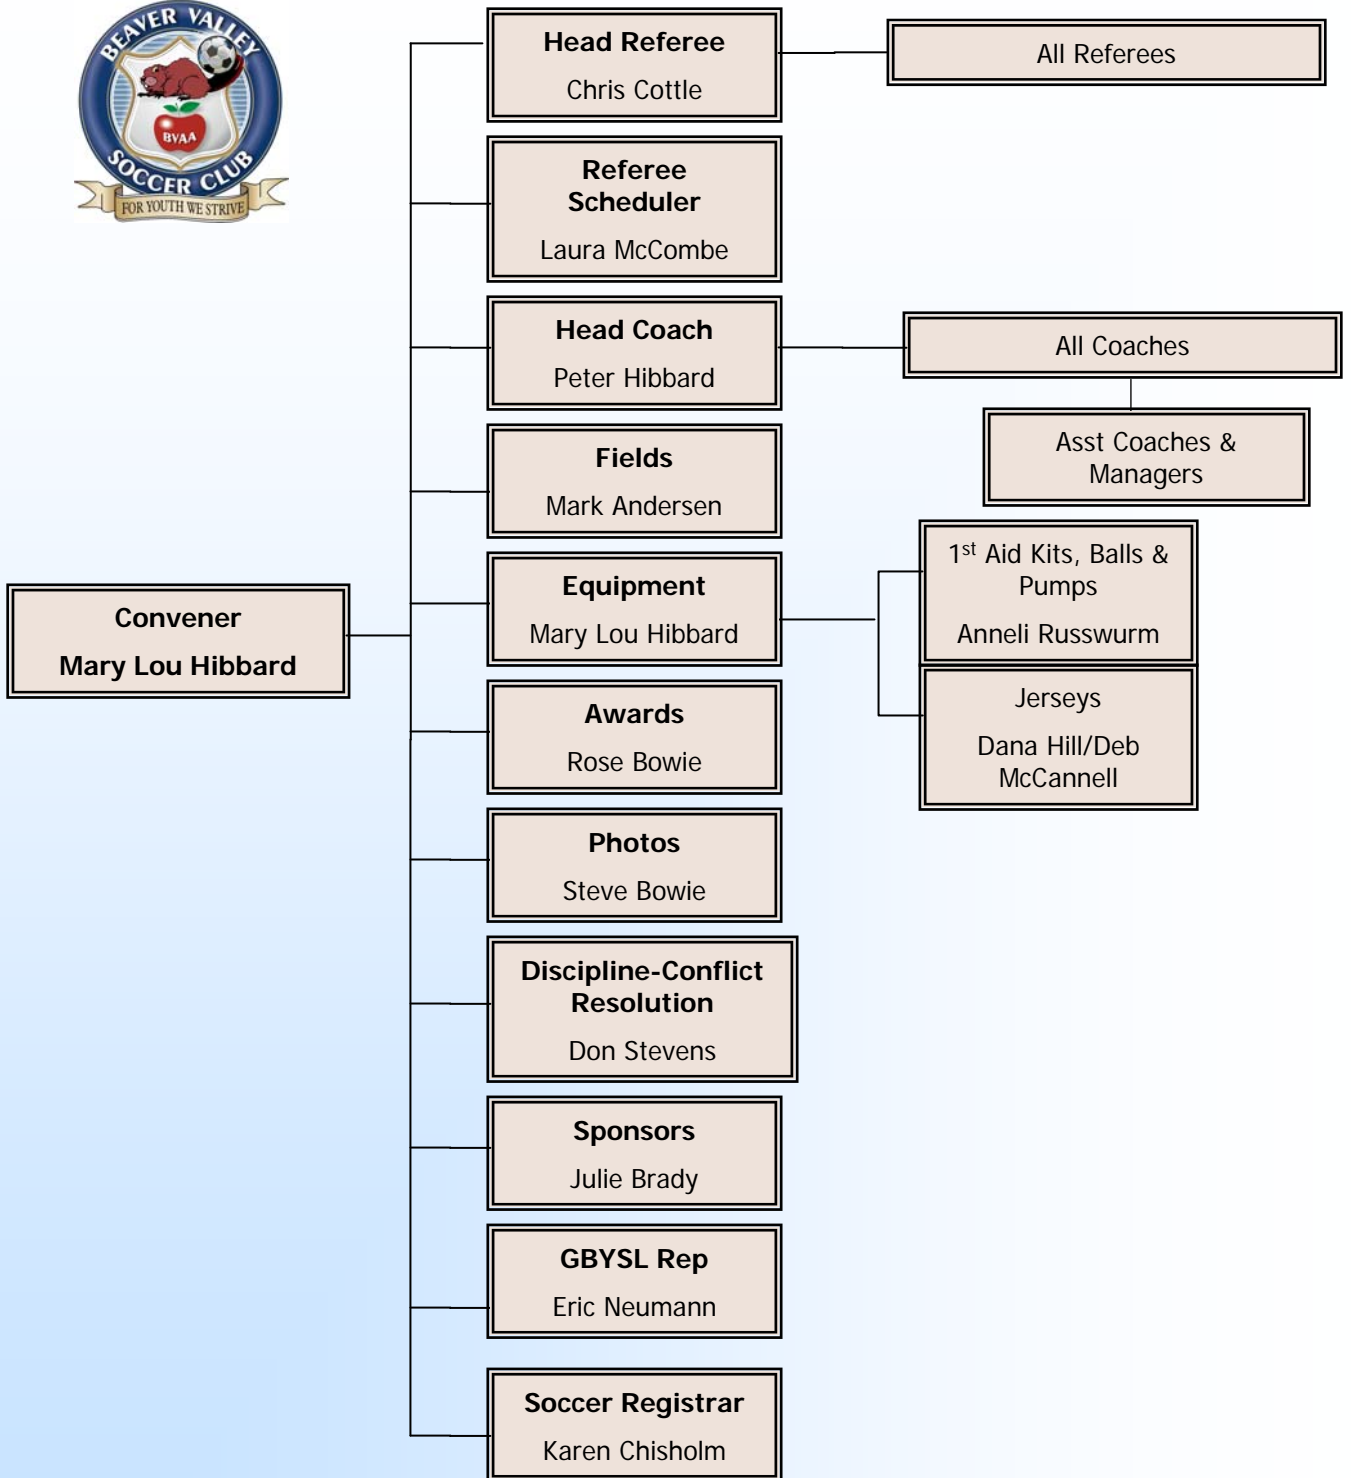 BEAVER VALLEY
BVAA
SOCCER CLUB
FOR YOUTH WE STRIVE
Head Referee
Chris Cottle
All Referees
Referee
Scheduler
Laura McCombe
Head Coach
Peter Hibbard
All Coaches
Asst Coaches &
Managers
Fields
Mark Andersen
Convener
Mary Lou Hibbard
Equipment
Mary Lou Hibbard
1st Aid Kits, Balls &
Pumps
Anneli Russwurm
Jerseys
Dana Hill/Deb
McCannell
Awards
Rose Bowie
Photos
Steve Bowie
Discipline-Conflict
Resolution
Don Stevens
Sponsors
Julie Brady
GBYSL Rep
Eric Neumann
Soccer Registrar
Karen Chisholm